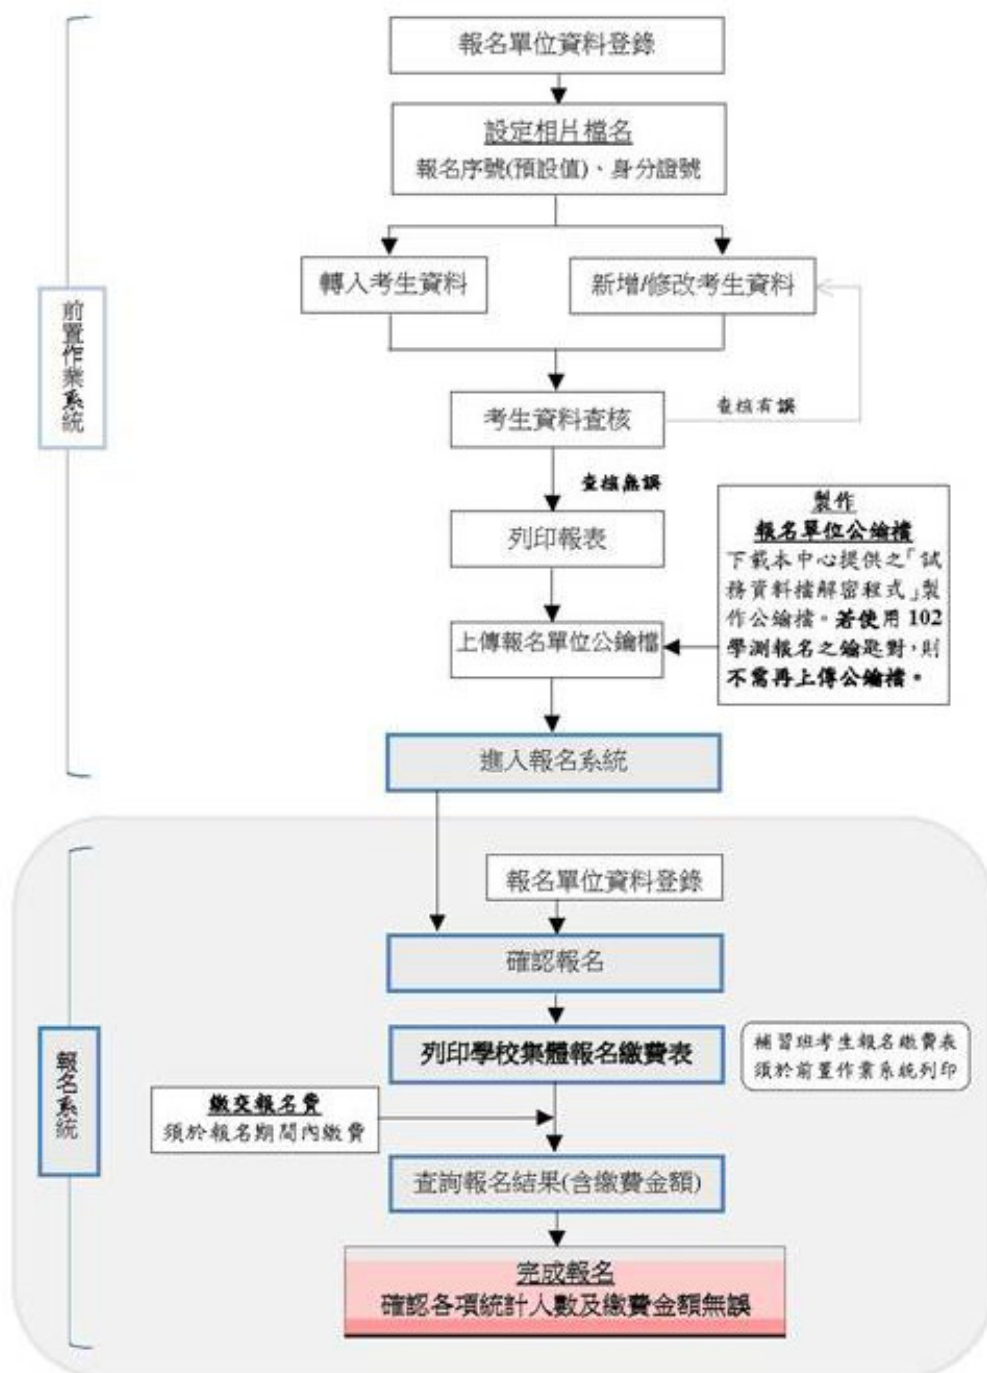 報名單位資料登錄
設定相片檔名
報名序號(預設值)、身分證號
轉入考生資料
新增/修改考生資料
前置作業系統
考生資料查核
查核有誤
查核無誤
列印報表
製作
報名單位公鑰檔
下載本中心提供之「試
務資料檔解密程式」製
作公鑰檔。若使用 102
學測報名之鑰匙對,則
不需再上傳公鑰檔。
上傳報名單位公鑰檔
進入報名系統
報名單位資料登錄
確認報名
列印學校集體報名繳費表
補習班考生報名繳費表
須於前置作業系統列印
報名系統
繳交報名費
須於報名期間內繳費
查詢報名結果(含繳費金額)
完成報名
確認各項統計人數及繳費金額無誤